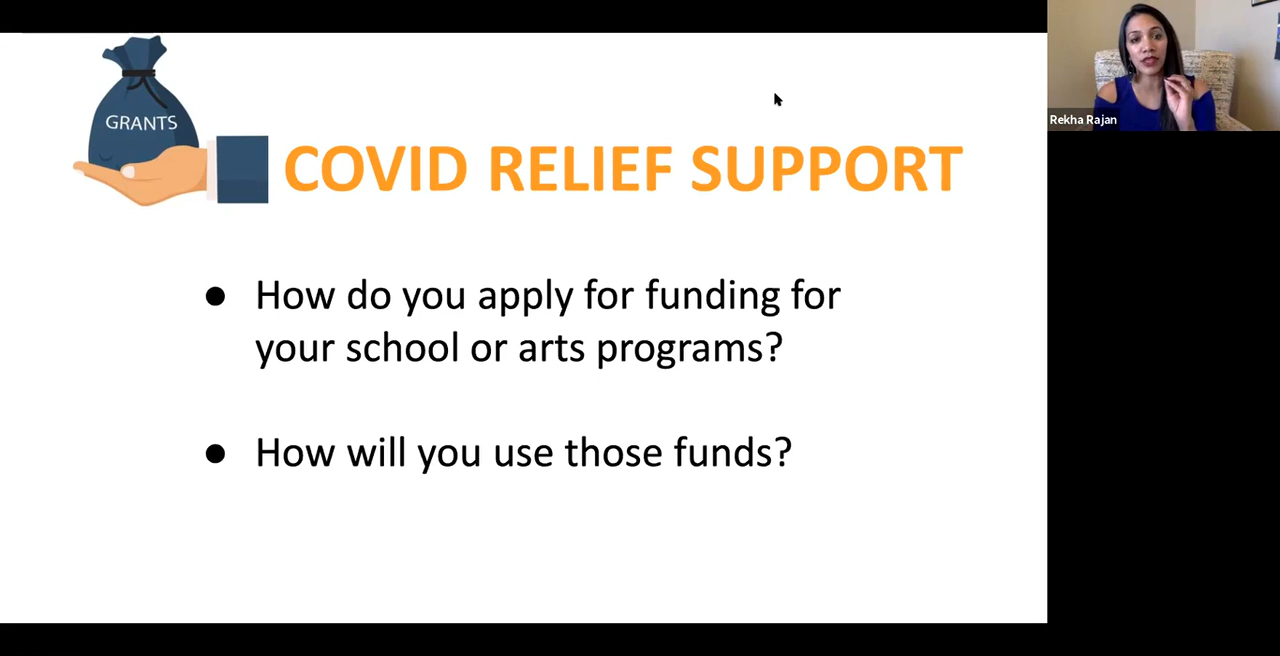 GRANTS
COVID RELIEF SUPPORT
● How do you apply for funding for
your school or arts programs?
● How will you use those funds?
Rekha Rajan